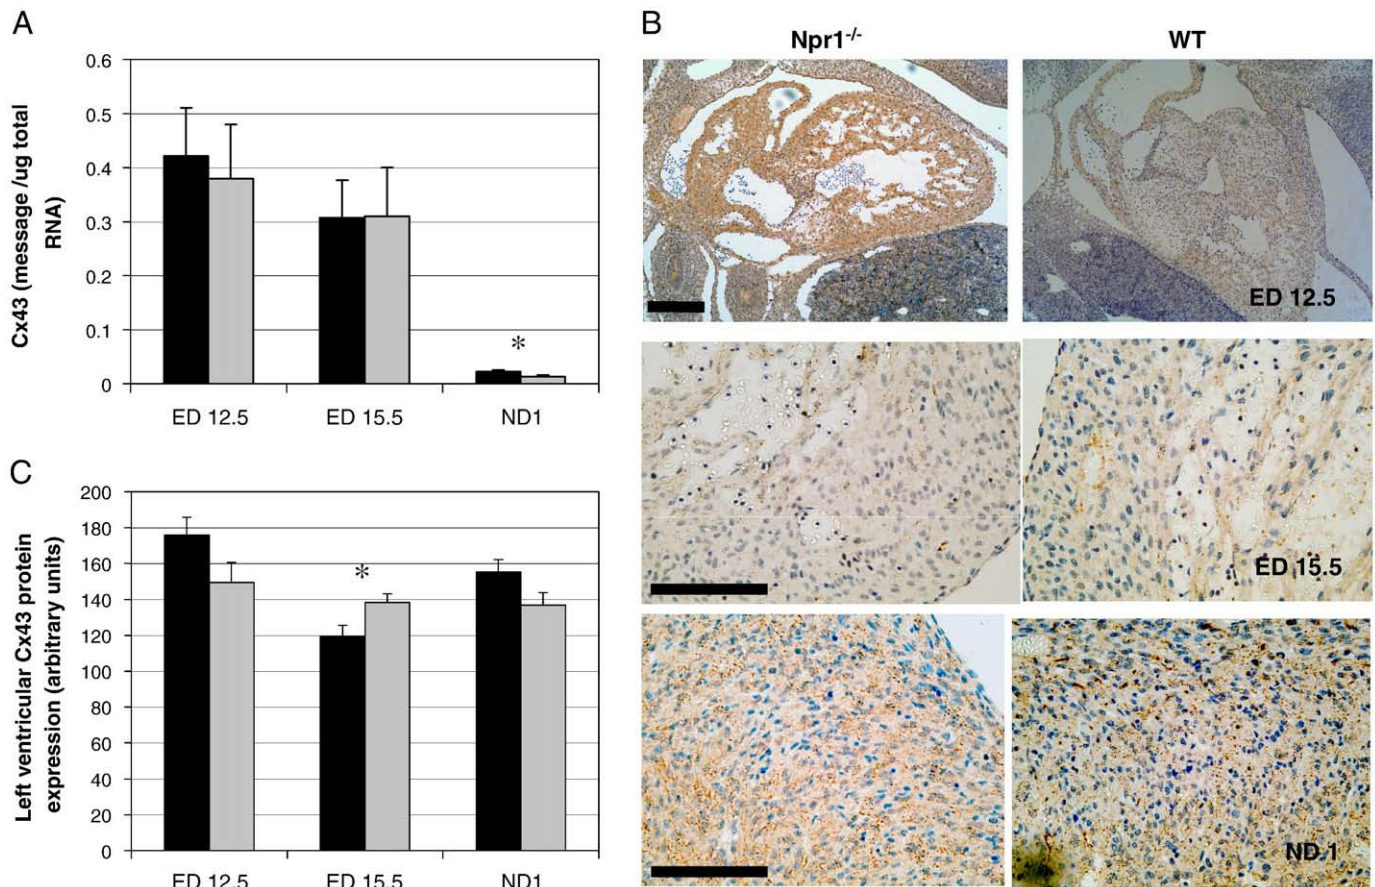 A
Cx43 (message /ug total
RNA)
0.6
0.5
0.4
0.3
0.2
0.1
0
*
ED 12.5
ED 15.5
ND1
B
Npr1-/-
WT
ED 12.5
ED 15.5
ND 1
C
Left ventricular Cx43 protein
expression (arbitrary units)
200
180
160
140
120
100
80
60
40
20
0
*
ED 12.5
ED 15.5
ND1